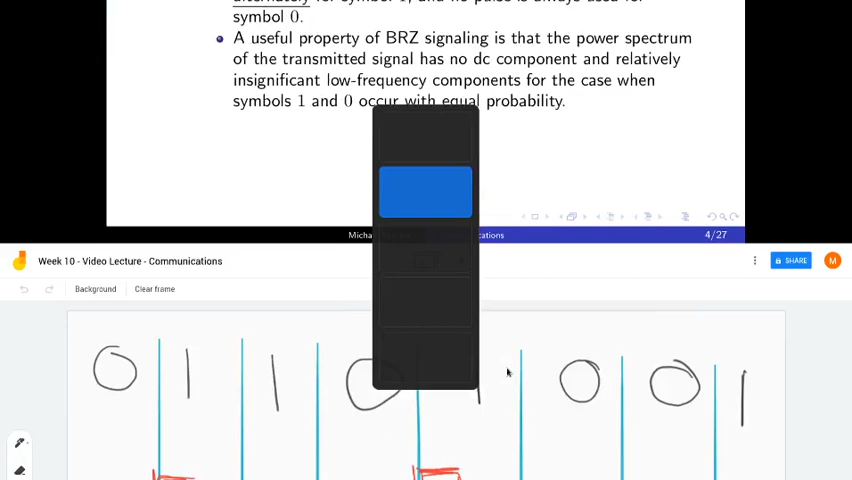 symbol 0.
A useful property of BRZ signaling is that the power spectrum
of the transmitted signal has no dc component and relatively
insignificant low-frequency components for the case when
symbols 1 and 0 occur with equal probability.
4/27
Week 10 - Video Lecture - Communications
SHARE
M
Background
Clear frame
0 1 1 0 1 0 0 1